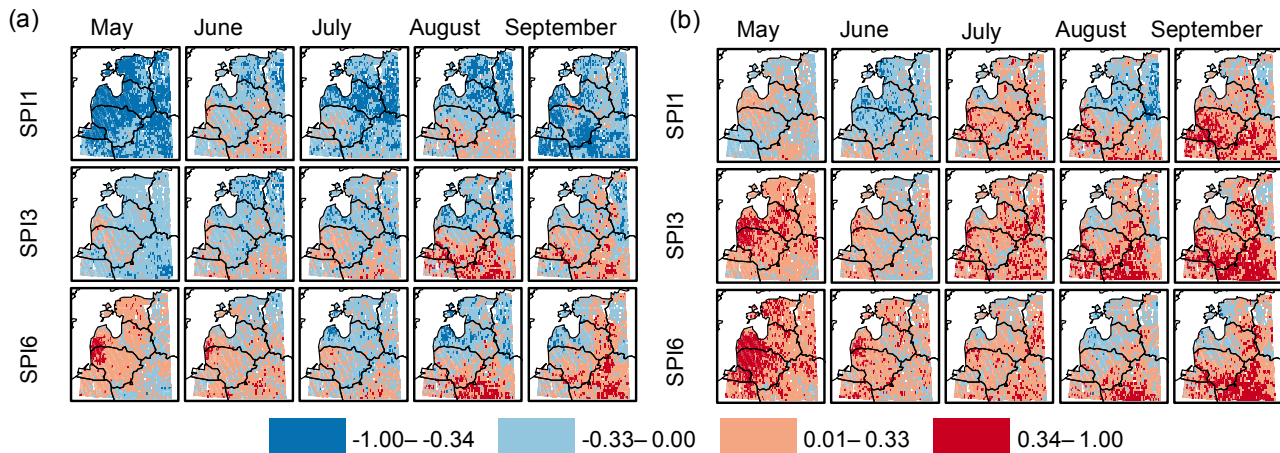 (a) May June July August September
SPI1
SPI3
SPI6
(b) May June July August September
SPI1
SPI3
SPI6
-1.00– -0.34 -0.33– 0.00 0.01– 0.33 0.34– 1.00